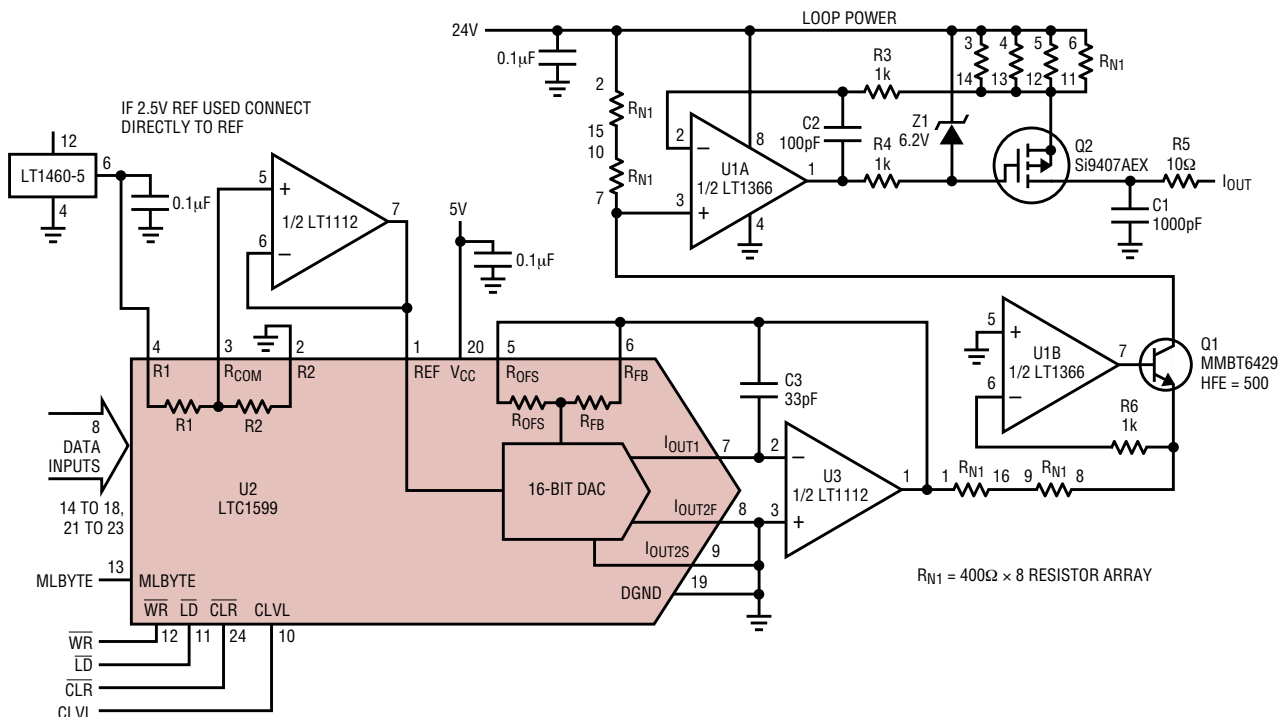 LOOP POWER
24V
0.1µF
2
RN1
15
10
RN1
7
R3
1k
3
4
5
6
RN1
14
13
12
11
2
8
C2
100pF
Z1
6.2V
U1A
1/2 LT1366
1
R4
1k
Q2
Si9407AEX
R5
10Ω
IOUT
3
4
C1
1000pF
IF 2.5V REF USED CONNECT
DIRECTLY TO REF
12
LT1460-5
6
4
0.1µF
5
1/2 LT1112
7
6
5V
0.1µF
5
U1B
1/2 LT1366
7
6
Q1
MMBT6429
HFE = 500
R6
1k
4
3
2
1
20
5
6
R1
RCOM
R2
REF
VCC
ROFS
RFB
R1
R2
ROFS
RFB
C3
33pF
8
DATA
INPUTS
14 TO 18,
21 TO 23
U2
LTC1599
16-BIT DAC
IOUT1
7
2
U3
1/2 LT1112
1
1
RN1
16
9
RN1
8
IOUT2F
8
3
IOUT2S
9
DGND
19
RN1 = 400Ω × 8 RESISTOR ARRAY
MLBYTE
13
MLBYTE
WR
LD
CLR
CLVL
12
11
24
10
WR
LD
CLR
CLVL